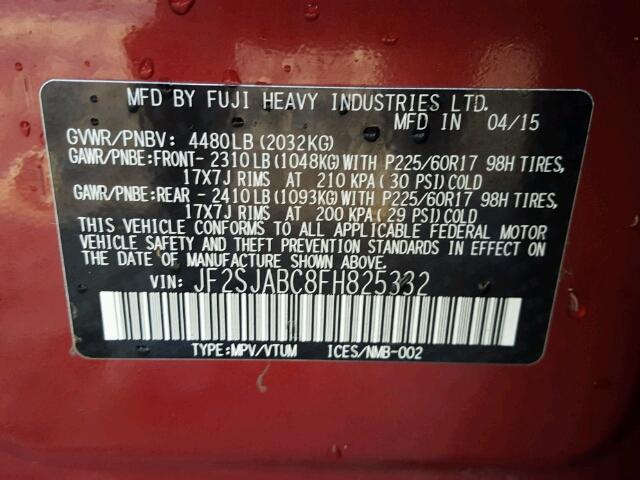 MFD BY FUJI HEAVY INDUSTRIES LTD.
MFD IN 04/15
GVWR/PNBV: 4480LB (2032KG)
GAWR/PNBE:FRONT- 2310LB (1048KG) WITH P225/60R17 98H TIRES,
17X7J RIMS AT 210 KPA (30 PSI) COLD
GAWR/PNBE:REAR - 2410LB (1093KG) WITH P225/60R17 98H TIRES,
17X7J RIMS AT 200 KPA (29 PSI) COLD
THIS VEHICLE CONFORMS TO ALL APPLICABLE FEDERAL MOTOR
VEHICLE SAFETY AND THEFT PREVENTION STANDARDS IN EFFECT ON
THE DATE OF MANUFACTURE SHOWN ABOVE.
VIN: JF2SJABC8FH825332
TYPE:MPV/VTUM ICES/NMB-002